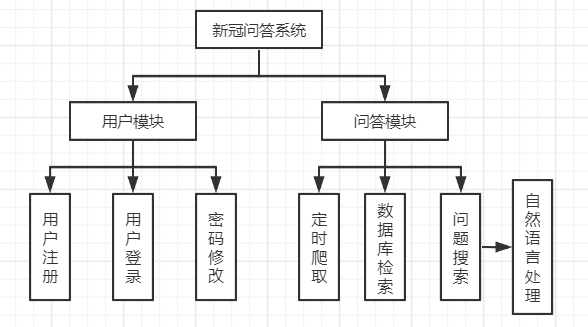 新冠问答系统
用户模块
问答模块
用户注册
用户登录
密码修改
定时爬取
数据库检索
问题搜索
自然语言处理